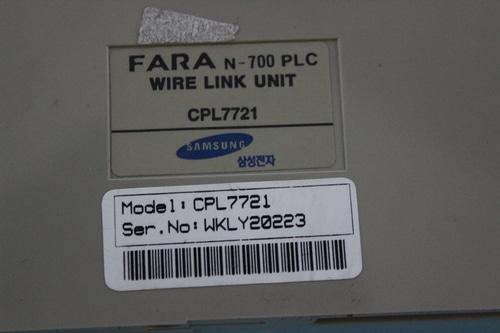 FARA N-700 PLC
WIRE LINK UNIT
CPL7721
SAMSUNG
삼성전자
Model: CPL7721
Ser.No: WKLY20223